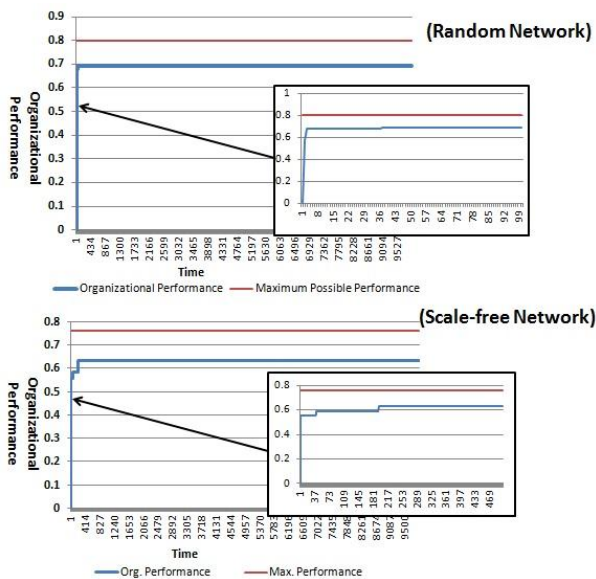 (Random Network)
Organizational
Performance
0.9
0.8
0.7
0.6
0.5
0.4
0.3
0.2
0.1
0
1
0.8
0.6
0.4
0.2
0
1 8 15 22 29 36 43 50 57 64 71 78 85 92 99
1 434 867 1300 1733 2166 2599 3032 3465 3898 4331 4764 5197 5630 6063 6496 6929 7362 7795 8228 8661 9094 9527
Time
Organizational Performance Maximum Possible Performance
(Scale-free Network)
Organizational
Performance
0.8
0.7
0.6
0.5
0.4
0.3
0.2
0.1
0
0.8
0.6
0.4
0.2
0
1 37 73 109 145 181 217 253 289 325 361 397 433 469
1 414 827 1240 1653 2066 2479 2892 3305 3718 4131 4544 4957 5370 5783 6196 6609 7022 7435 7848 8261 8674 9087 9500
Time
Org. Performance Max. Performance